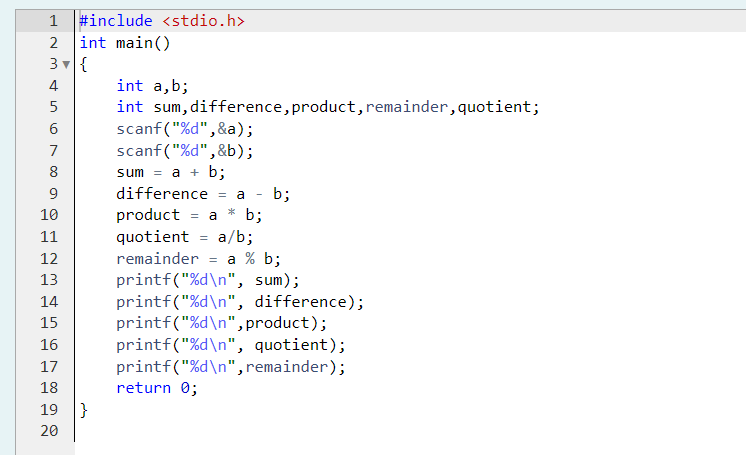 1 #include <stdio.h>
2 int main()
3 {
4     int a,b;
5     int sum,difference,product,remainder,quotient;
6     scanf("%d",&a);
7     scanf("%d",&b);
8     sum = a + b;
9     difference = a - b;
10     product = a * b;
11     quotient = a/b;
12     remainder = a % b;
13     printf("%d\n", sum);
14     printf("%d\n", difference);
15     printf("%d\n",product);
16     printf("%d\n", quotient);
17     printf("%d\n",remainder);
18     return 0;
19 }
20